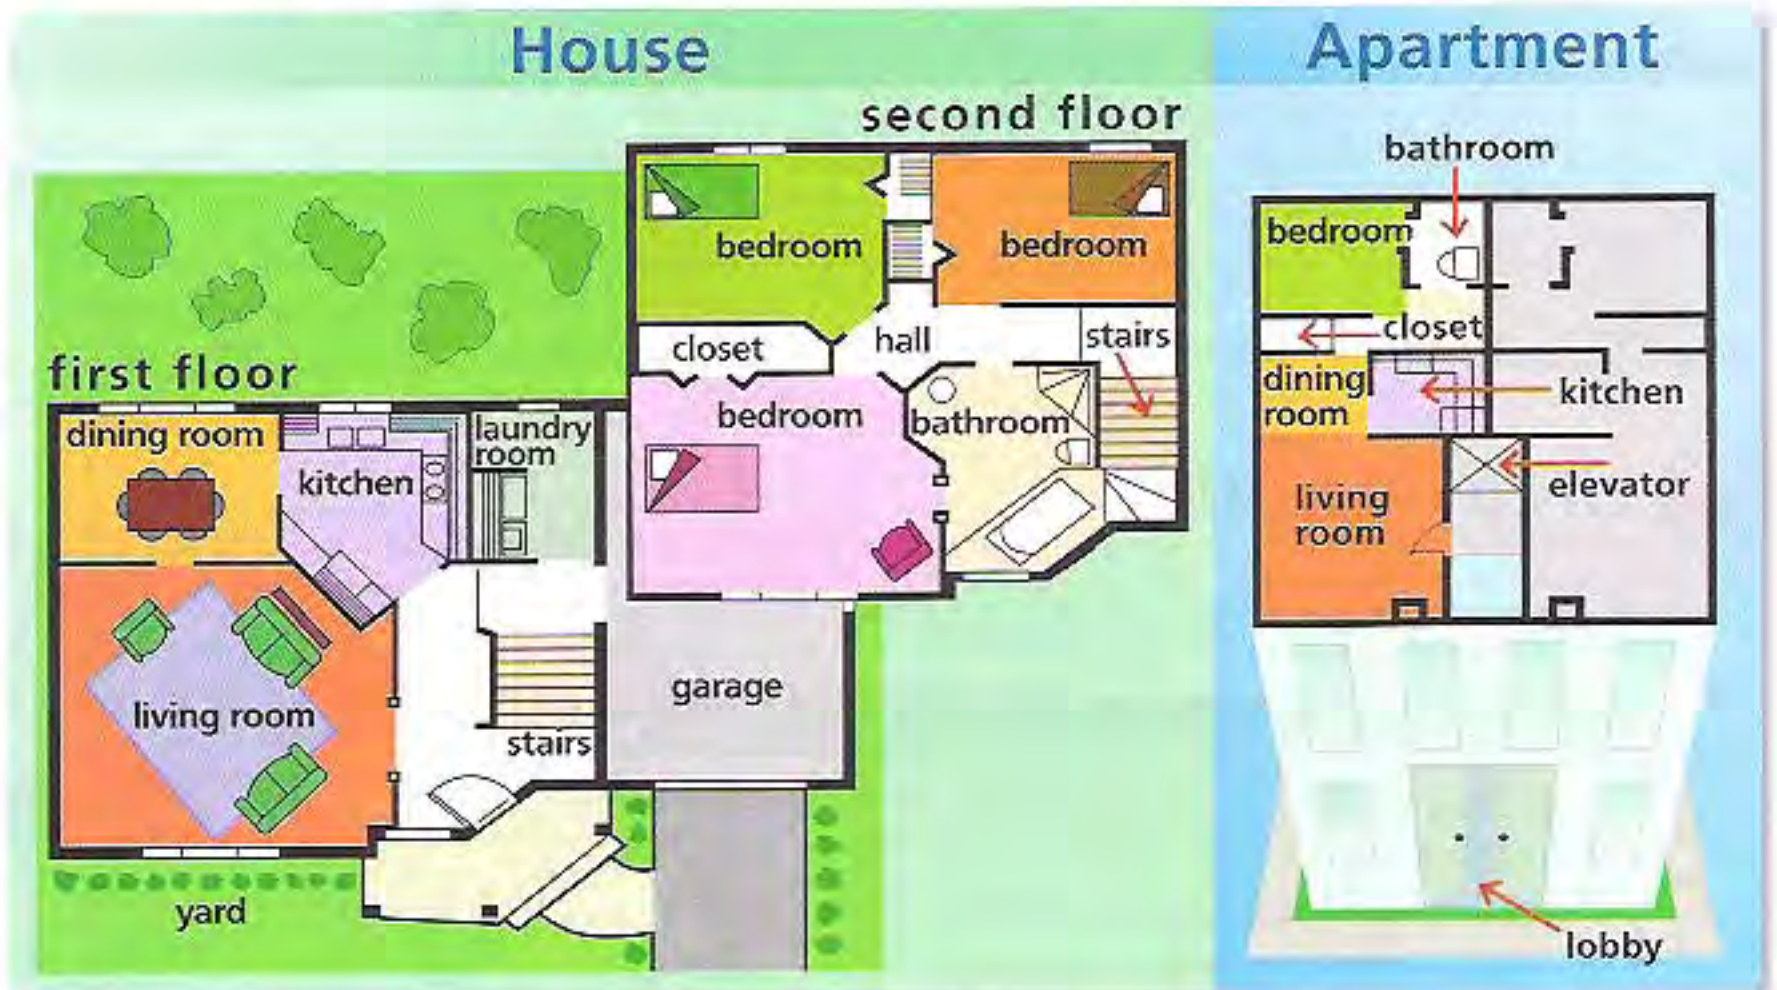 House
Apartment
second floor
bathroom
bedroom
bedroom
bedroom
closet
hall
stairs
closet
first floor
dining room
kitchen
laundry
room
bedroom
bathroom
dining
room
kitchen
living
room
elevator
living room
garage
stairs
yard
lobby